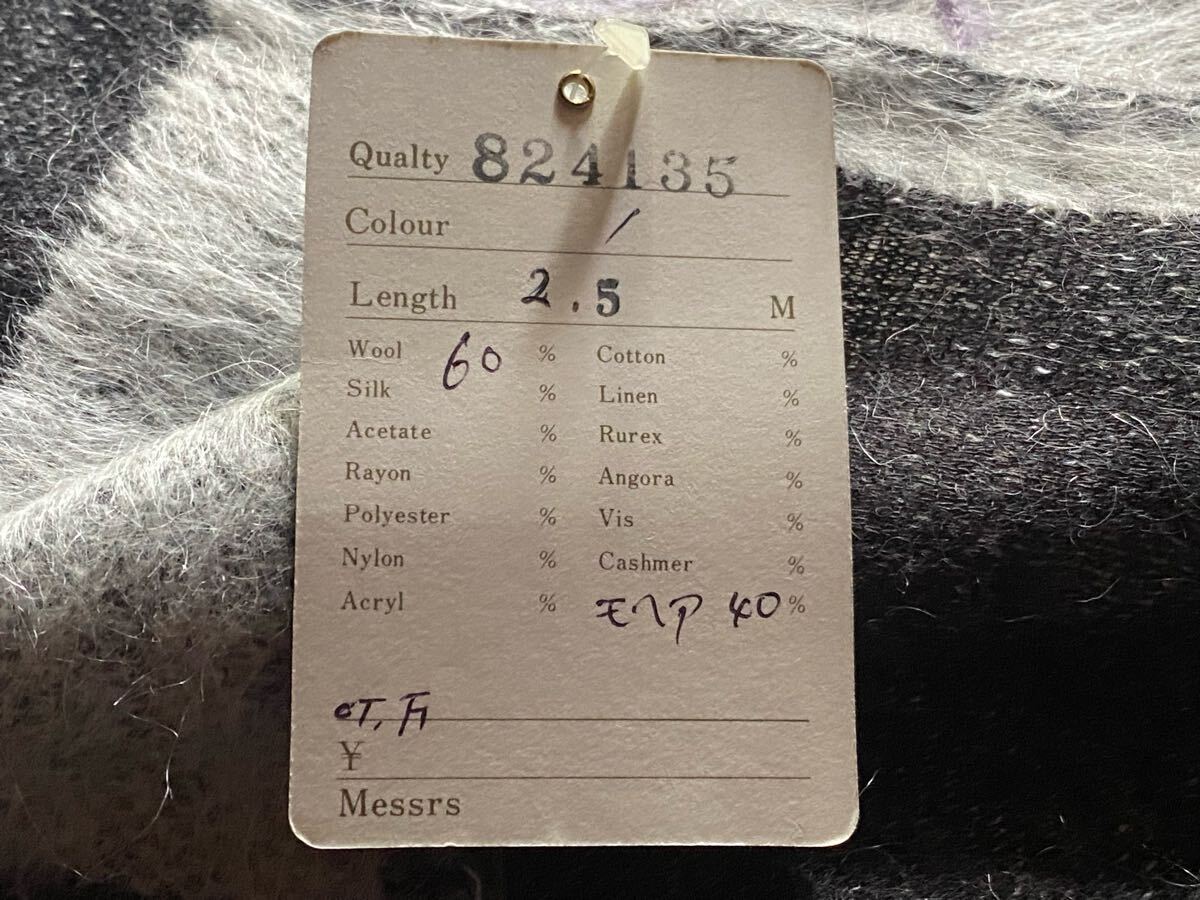 Qualty 824135
Colour /
Length 2.5 M
Wool 60 % Cotton %
Silk % Linen %
Acetate % Rurex %
Rayon % Angora %
Polyester % Vis %
Nylon % Cashmer %
Acryl % モヘア 40 %
¥
Messrs